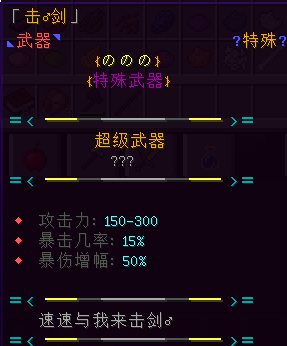 「击♂剑」
武器 ?特殊?
{ののの}
{特殊武器}
=< >=
超级武器
???
=< >=
攻击力: 150-300
暴击几率: 15%
暴伤增幅: 50%
=< >=
速速与我来击剑♂
=< >=